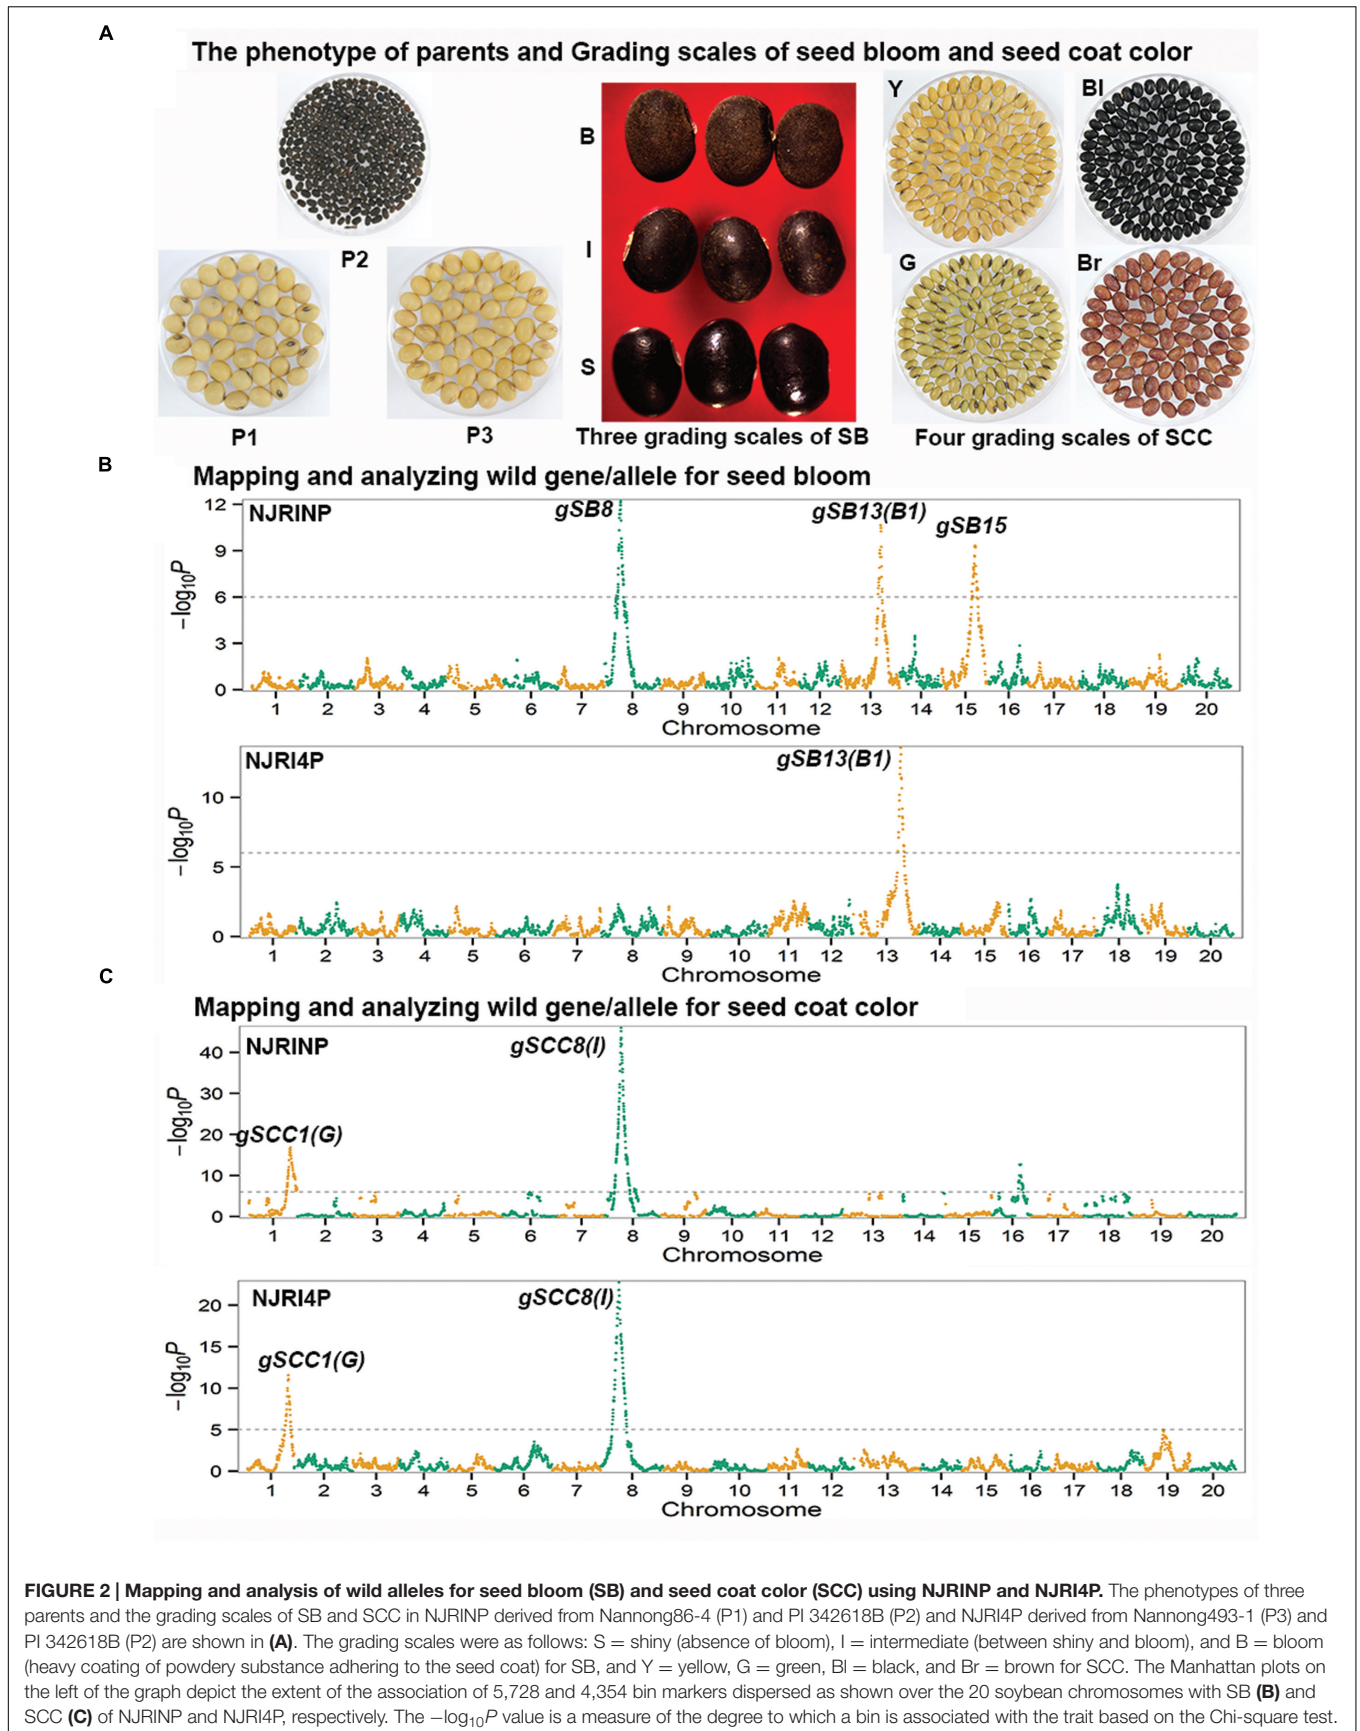 A
The phenotype of parents and Grading scales of seed bloom and seed coat color
P2
P1
P3
B
I
S
Three grading scales of SB
Y
Bl
G
Br
Four grading scales of SCC
B
Mapping and analyzing wild gene/allele for seed bloom
NJRINP
gSB8
gSB13(B1)
gSB15
−log10P
12
9
6
3
0
1 2 3 4 5 6 7 8 9 10 11 12 13 14 15 16 17 18 19 20
Chromosome
NJRI4P
gSB13(B1)
−log10P
10
5
0
1 2 3 4 5 6 7 8 9 10 11 12 13 14 15 16 17 18 19 20
Chromosome
C
Mapping and analyzing wild gene/allele for seed coat color
NJRINP
gSCC8(I)
gSCC1(G)
−log10P
40
30
20
10
0
1 2 3 4 5 6 7 8 9 10 11 12 13 14 15 16 17 18 19 20
Chromosome
NJRI4P
gSCC8(I)
gSCC1(G)
−log10P
20
15
10
5
0
1 2 3 4 5 6 7 8 9 10 11 12 13 14 15 16 17 18 19 20
Chromosome
FIGURE 2 | Mapping and analysis of wild alleles for seed bloom (SB) and seed coat color (SCC) using NJRINP and NJRI4P. The phenotypes of three
parents and the grading scales of SB and SCC in NJRINP derived from Nannong86-4 (P1) and PI 342618B (P2) and NJRI4P derived from Nannong493-1 (P3) and
PI 342618B (P2) are shown in (A). The grading scales were as follows: S = shiny (absence of bloom), I = intermediate (between shiny and bloom), and B = bloom
(heavy coating of powdery substance adhering to the seed coat) for SB, and Y = yellow, G = green, Bl = black, and Br = brown for SCC. The Manhattan plots on
the left of the graph depict the extent of the association of 5,728 and 4,354 bin markers dispersed as shown over the 20 soybean chromosomes with SB (B) and
SCC (C) of NJRINP and NJRI4P, respectively. The −log10P value is a measure of the degree to which a bin is associated with the trait based on the Chi-square test.